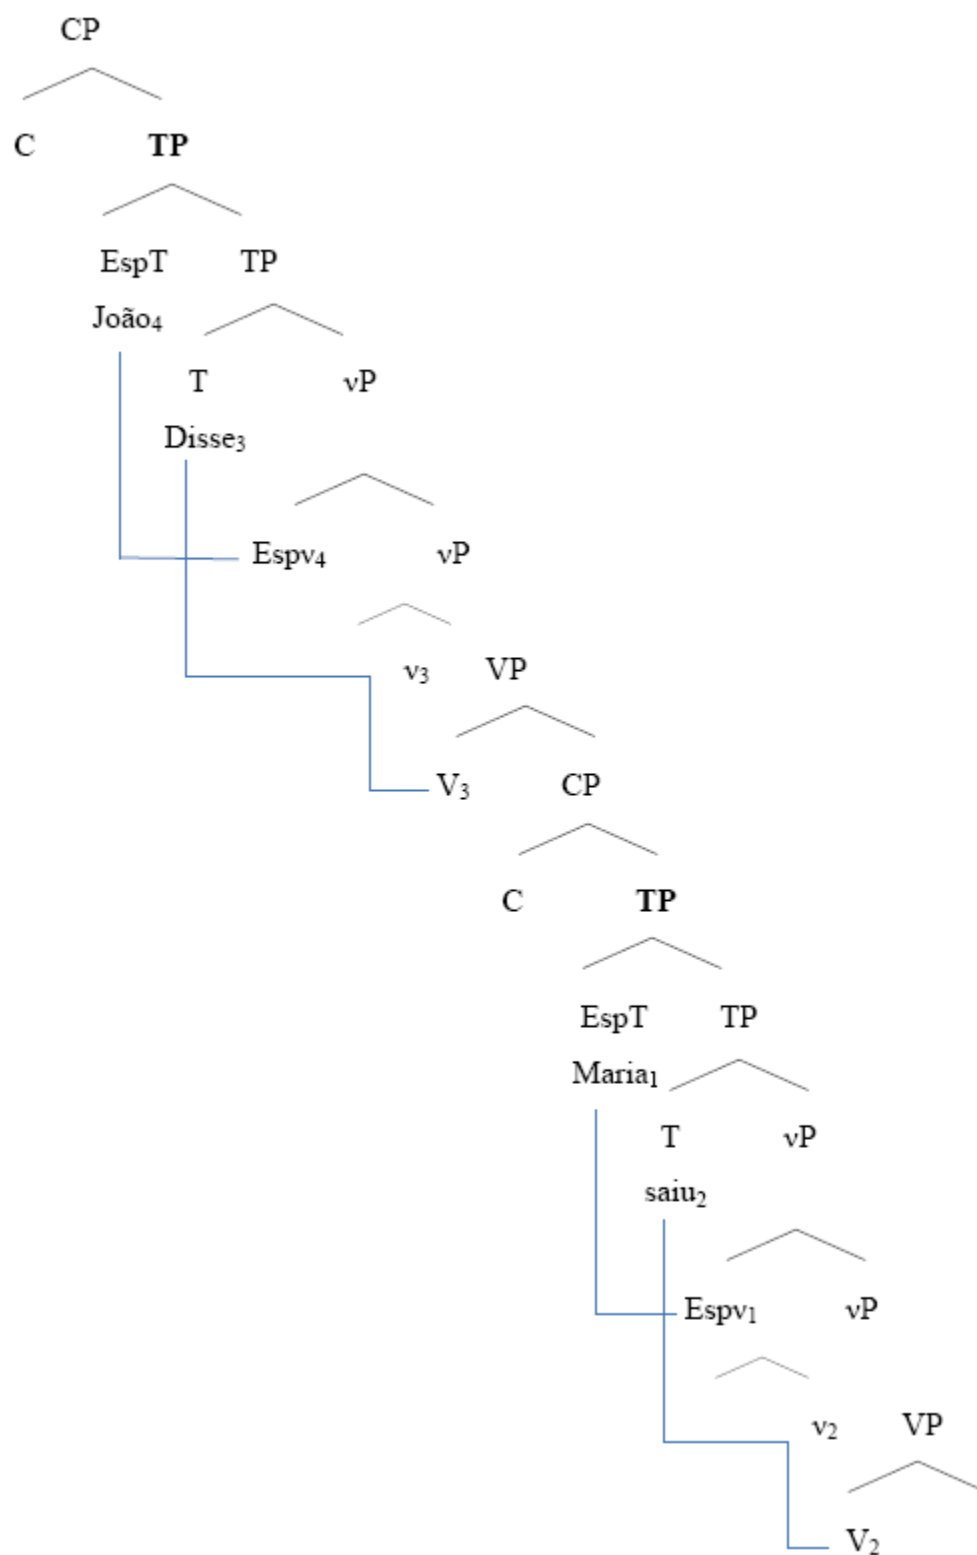 CP
C TP
EspT TP
João₄
T vP
Disse₃
Espv₄ vP
v₃ VP
V₃ CP
C TP
EspT TP
Maria₁
T vP
saiu₂
Espv₁ vP
v₂ VP
V₂